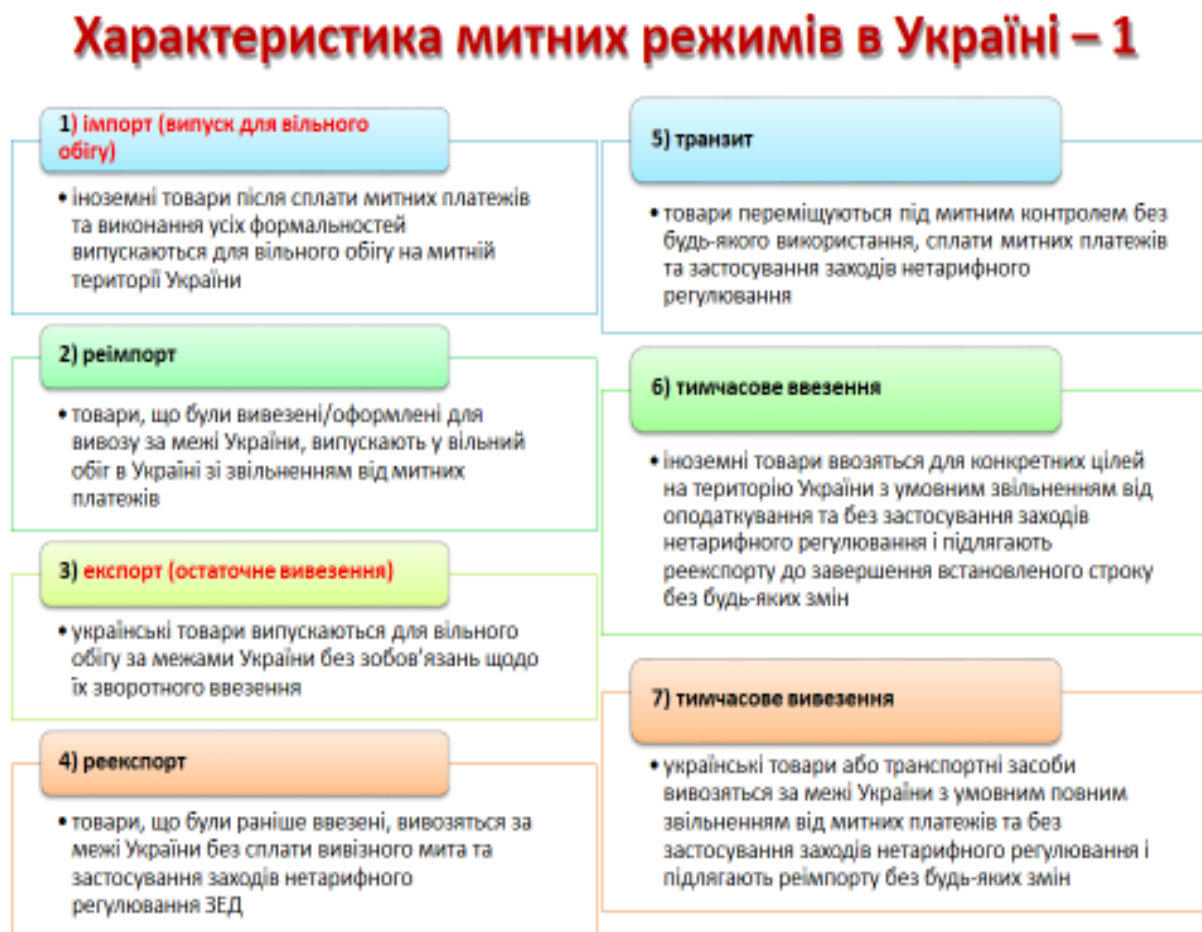 Характеристика митних режимів в Україні – 1
1) імпорт (випуск для вільного
обігу)
• іноземні товари після сплати митних платежів
та виконання усіх формальностей
випускаються для вільного обігу на митній
території України
2) реімпорт
• товари, що були вивезені/оформлені для
вивозу за межі України, випускають у вільний
обіг в Україні зі звільненням від митних
платежів
3) експорт (остаточне вивезення)
• українські товари випускаються для вільного
обігу за межами України без зобов’язань щодо
їх зворотного ввезення
4) реекспорт
• товари, що були раніше ввезені, вивозяться за
межі України без сплати вивізного мита та
застосування заходів нетарифного
регулювання ЗЕД
5) транзит
• товари переміщуються під митним контролем без
будь-якого використання, сплати митних платежів
та застосування заходів нетарифного
регулювання
6) тимчасове ввезення
• іноземні товари ввозяться для конкретних цілей
на територію України з умовним звільненням від
оподаткування та без застосування заходів
нетарифного регулювання і підлягають
реекспорту до завершення встановленого строку
без будь-яких змін
7) тимчасове вивезення
• українські товари або транспортні засоби
вивозяться за межі України з умовним повним
звільненням від митних платежів та без
застосування заходів нетарифного регулювання і
підлягають реімпорту без будь-яких змін